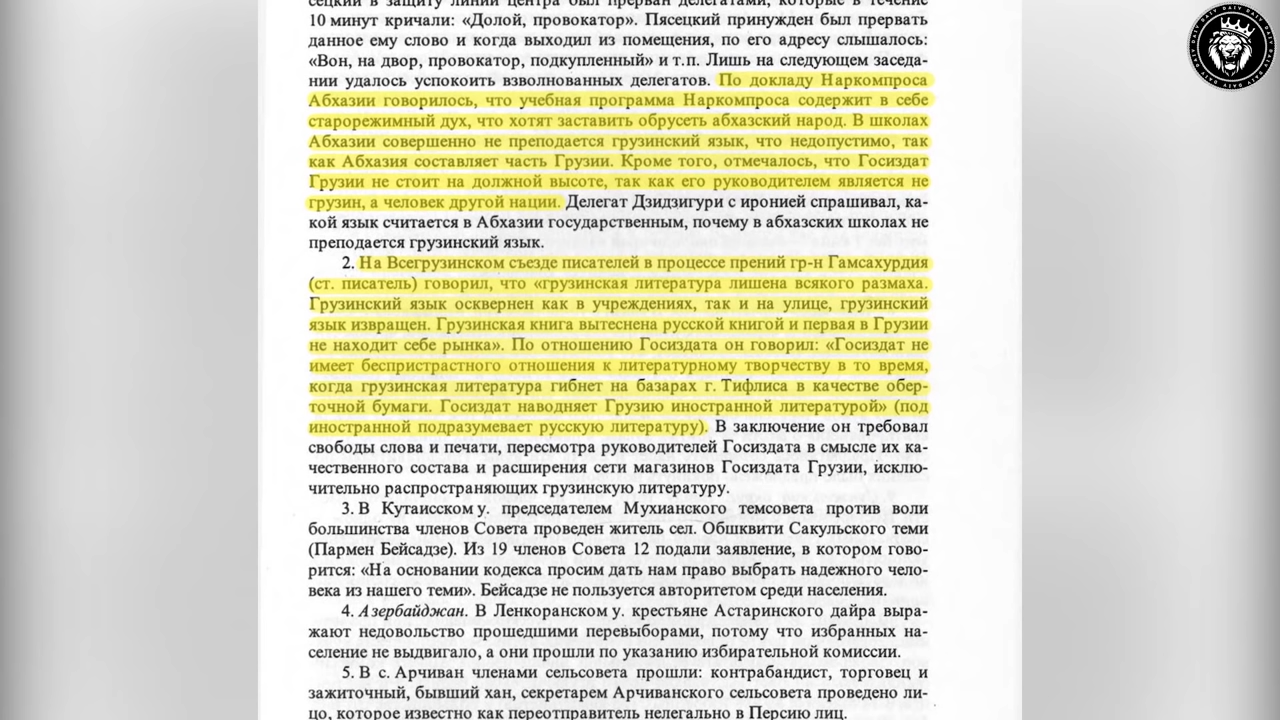 сецкий в защиту линии центра был прерван делегатами, которые в течение
10 минут кричали: «Долой, провокатор». Пясецкий принужден был прервать
данное ему слово и когда выходил из помещения, по его адресу слышалось:
«Вон, на двор, провокатор, подкупленный» и т.п. Лишь на следующем заседа-
нии удалось успокоить взволнованных делегатов. По докладу Наркомпроса
Абхазии говорилось, что учебная программа Наркомпроса содержит в себе
старорежимный дух, что хотят заставить обрусеть абхазский народ. В школах
Абхазии совершенно не преподается грузинский язык, что недопустимо, так
как Абхазия составляет часть Грузии. Кроме того, отмечалось, что Госиздат
Грузии не стоит на должной высоте, так как его руководителем является не
грузин, а человек другой нации. Делегат Дзидзигури с иронией спрашивал, ка-
кой язык считается в Абхазии государственным, почему в абхазских школах не
преподается грузинский язык.
2. На Всегрузинском съезде писателей в процессе прений гр-н Гамсахурдия
(ст. писатель) говорил, что «грузинская литература лишена всякого размаха.
Грузинский язык осквернен как в учреждениях, так и на улице, грузинский
язык извращен. Грузинская книга вытеснена русской книгой и первая в Грузии
не находит себе рынка». По отношению Госиздата он говорил: «Госиздат не
имеет беспристрастного отношения к литературному творчеству в то время,
когда грузинская литература гибнет на базарах г. Тифлиса в качестве обер-
точной бумаги. Госиздат наводняет Грузию иностранной литературой» (под
иностранной подразумевает русскую литературу). В заключение он требовал
свободы слова и печати, пересмотра руководителей Госиздата в смысле их ка-
чественного состава и расширения сети магазинов Госиздата Грузии, исклю-
чительно распространяющих грузинскую литературу.
3. В Кутаисском у. председателем Мухианского темсовета против воли
большинства членов Совета проведен житель сел. Обшквити Сакульского теми
(Пармен Бейсадзе). Из 19 членов Совета 12 подали заявление, в котором гово-
рится: «На основании кодекса просим дать нам право выбрать надежного чело-
века из нашего теми». Бейсадзе не пользуется авторитетом среди населения.
4. Азербайджан. В Ленкоранском у. крестьяне Астаринского дайра выра-
жают недовольство прошедшими перевыборами, потому что избранных на-
селение не выдвигало, а они прошли по указанию избирательной комиссии.
5. В с. Арчиван членами сельсовета прошли: контрабандист, торговец и
зажиточный, бывший хан, секретарем Арчиванского сельсовета проведено ли-
цо, которое известно как переотправитель нелегально в Персию лиц.